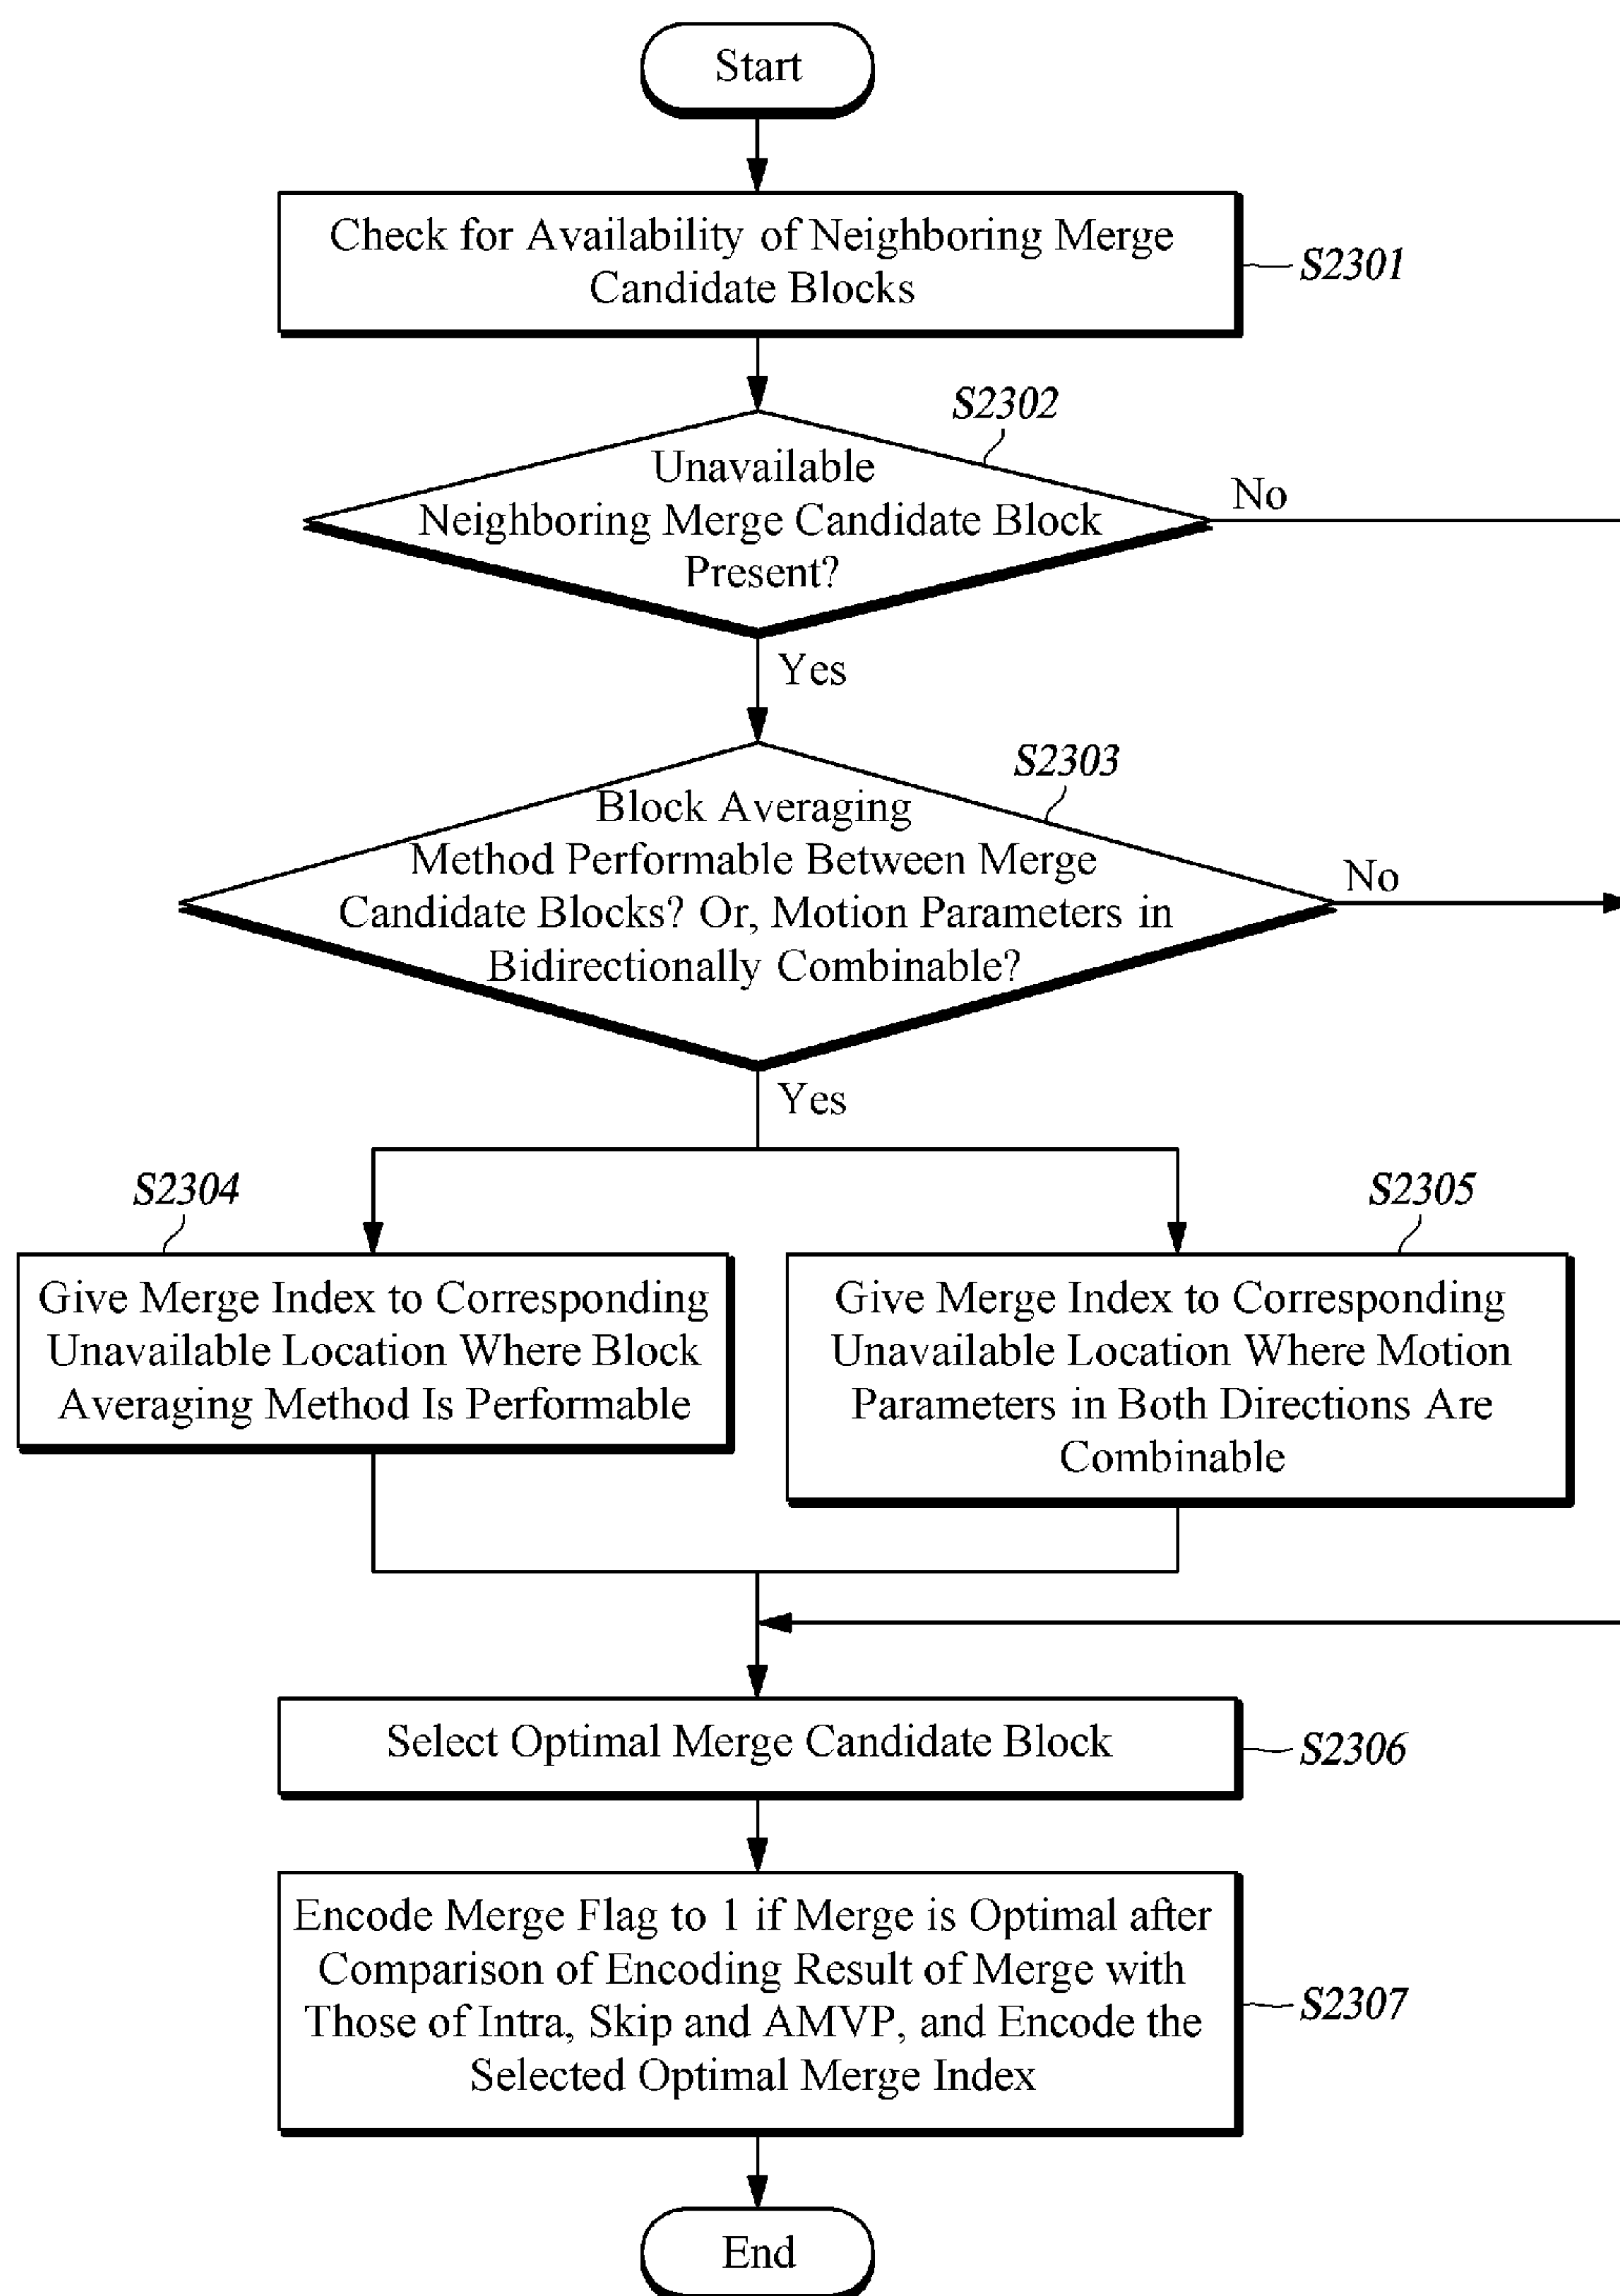 Start
Check for Availability of Neighboring Merge
Candidate Blocks
S2301
S2302
Unavailable
Neighboring Merge Candidate Block
Present?
No
Yes
S2303
Block Averaging
Method Performable Between Merge
Candidate Blocks? Or, Motion Parameters in
Bidirectionally Combinable?
No
Yes
S2304
Give Merge Index to Corresponding
Unavailable Location Where Block
Averaging Method Is Performable
S2305
Give Merge Index to Corresponding
Unavailable Location Where Motion
Parameters in Both Directions Are
Combinable
Select Optimal Merge Candidate Block
S2306
Encode Merge Flag to 1 if Merge is Optimal after
Comparison of Encoding Result of Merge with
Those of Intra, Skip and AMVP, and Encode the
Selected Optimal Merge Index
S2307
End